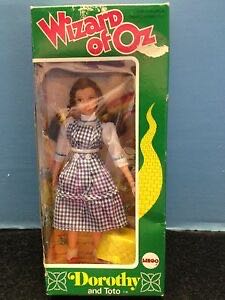 Wizard
of Oz
MEGO
Dorothy
and Toto